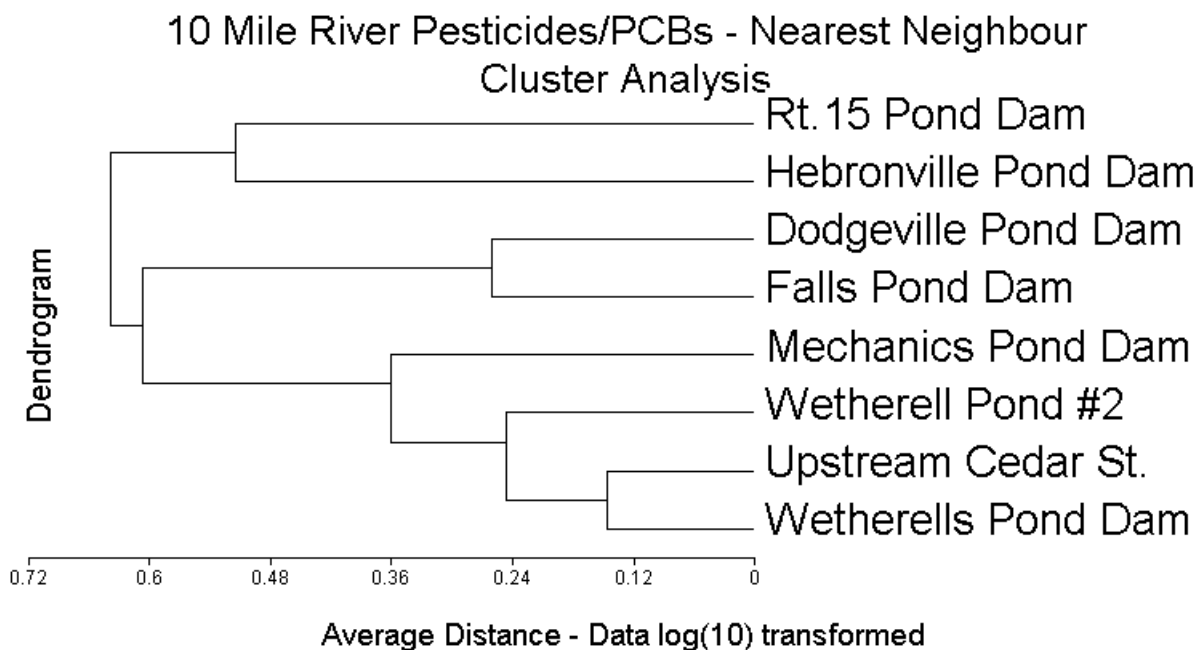 10 Mile River Pesticides/PCBs - Nearest Neighbour
Cluster Analysis
Rt.15 Pond Dam
Hebronville Pond Dam
Dodgeville Pond Dam
Falls Pond Dam
Mechanics Pond Dam
Wetherell Pond #2
Upstream Cedar St.
Wetherells Pond Dam
Dendrogram
0.72 0.6 0.48 0.36 0.24 0.12 0
Average Distance - Data log(10) transformed